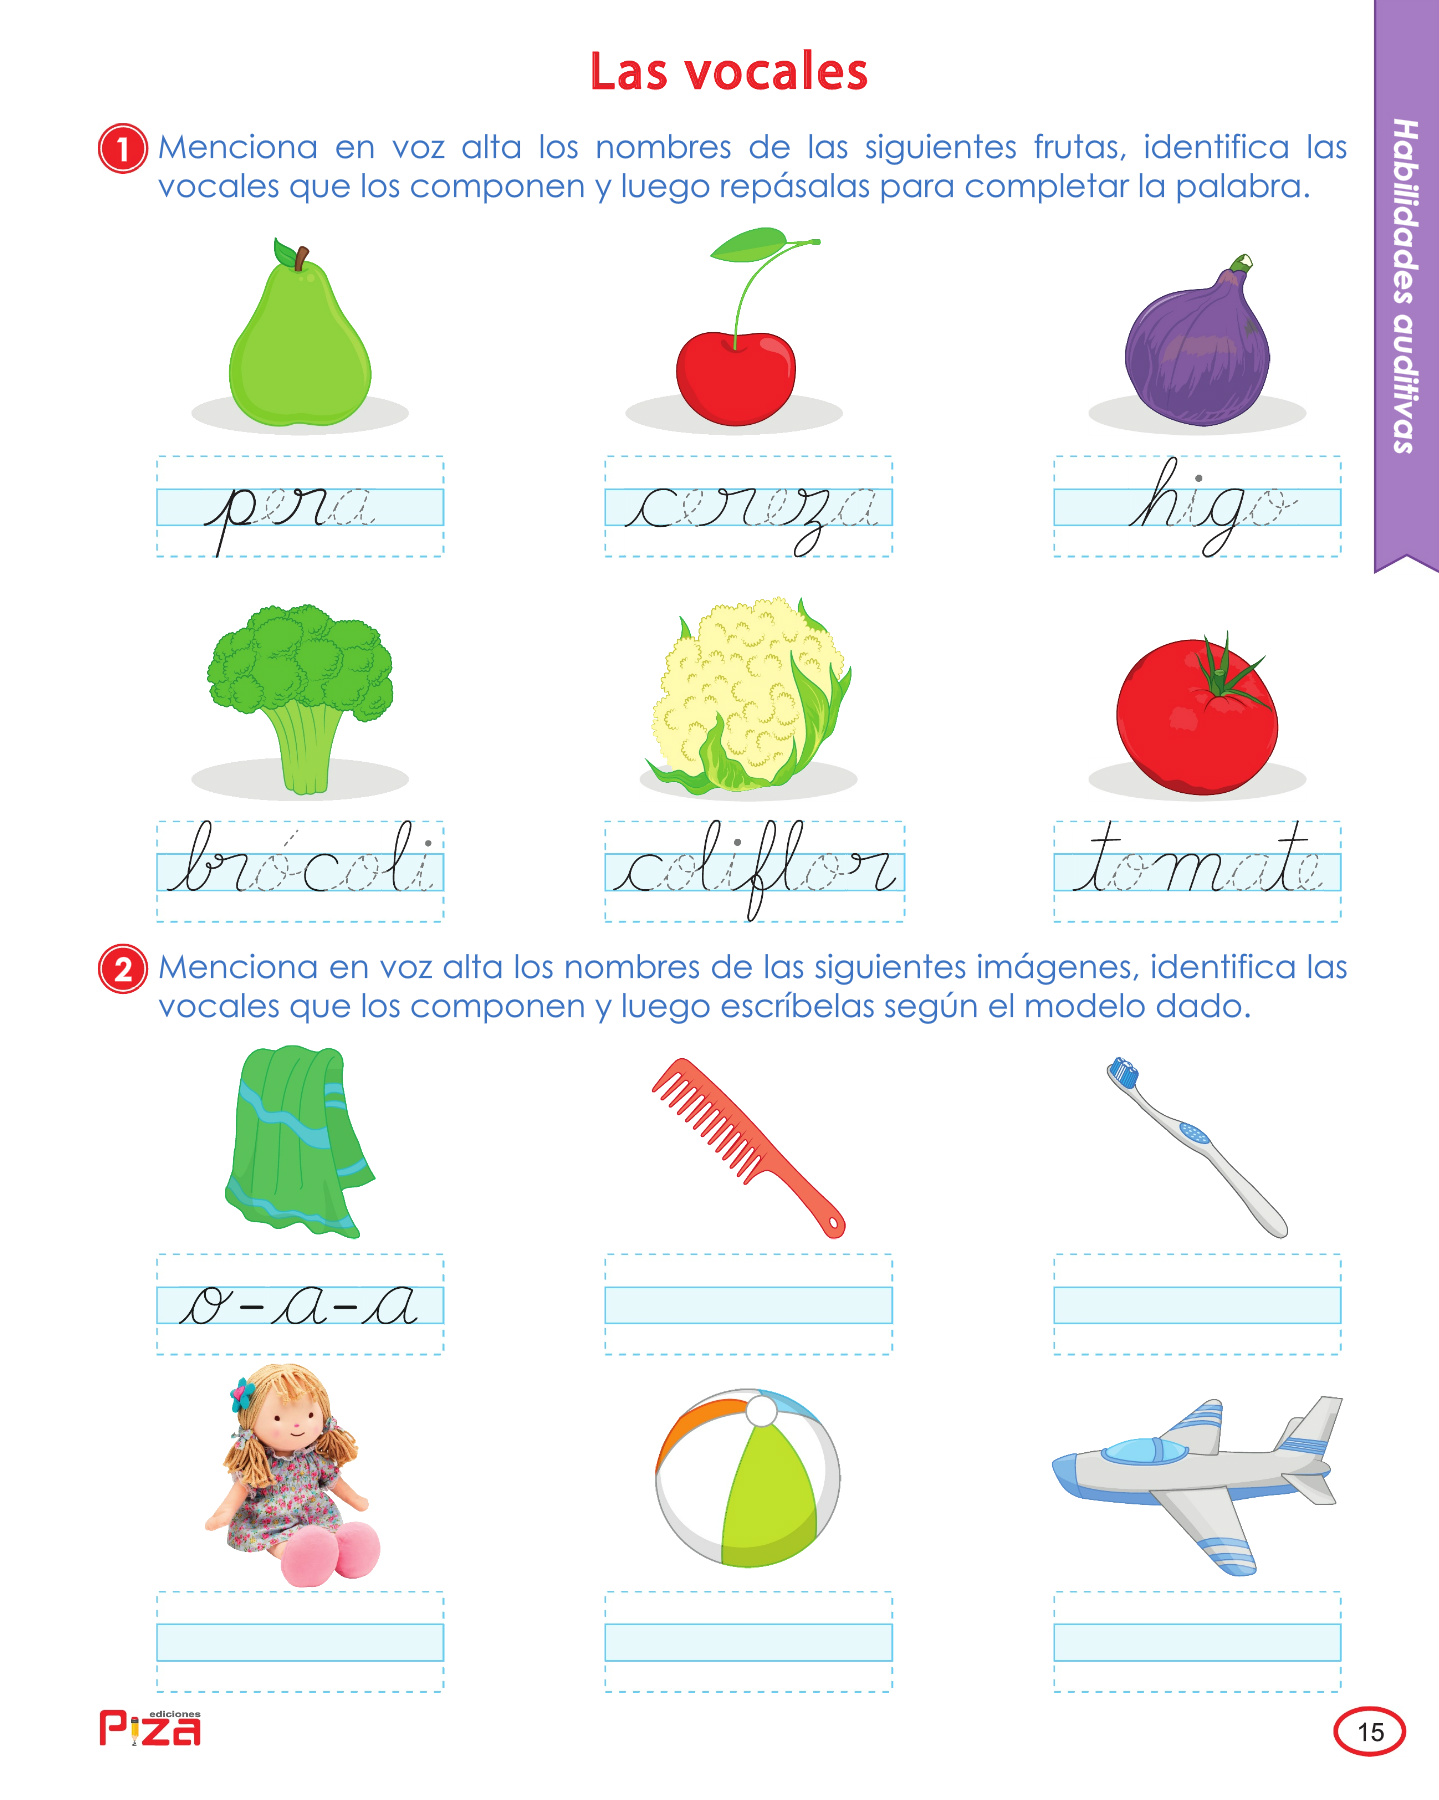 Las vocales
Habilidades auditivas
1 Menciona en voz alta los nombres de las siguientes frutas, identifica las
vocales que los componen y luego repásalas para completar la palabra.
pera cereza higo
brócoli coliflor tomate
2 Menciona en voz alta los nombres de las siguientes imágenes, identifica las
vocales que los componen y luego escríbelas según el modelo dado.
o-a-a
ediciones
Piza
15